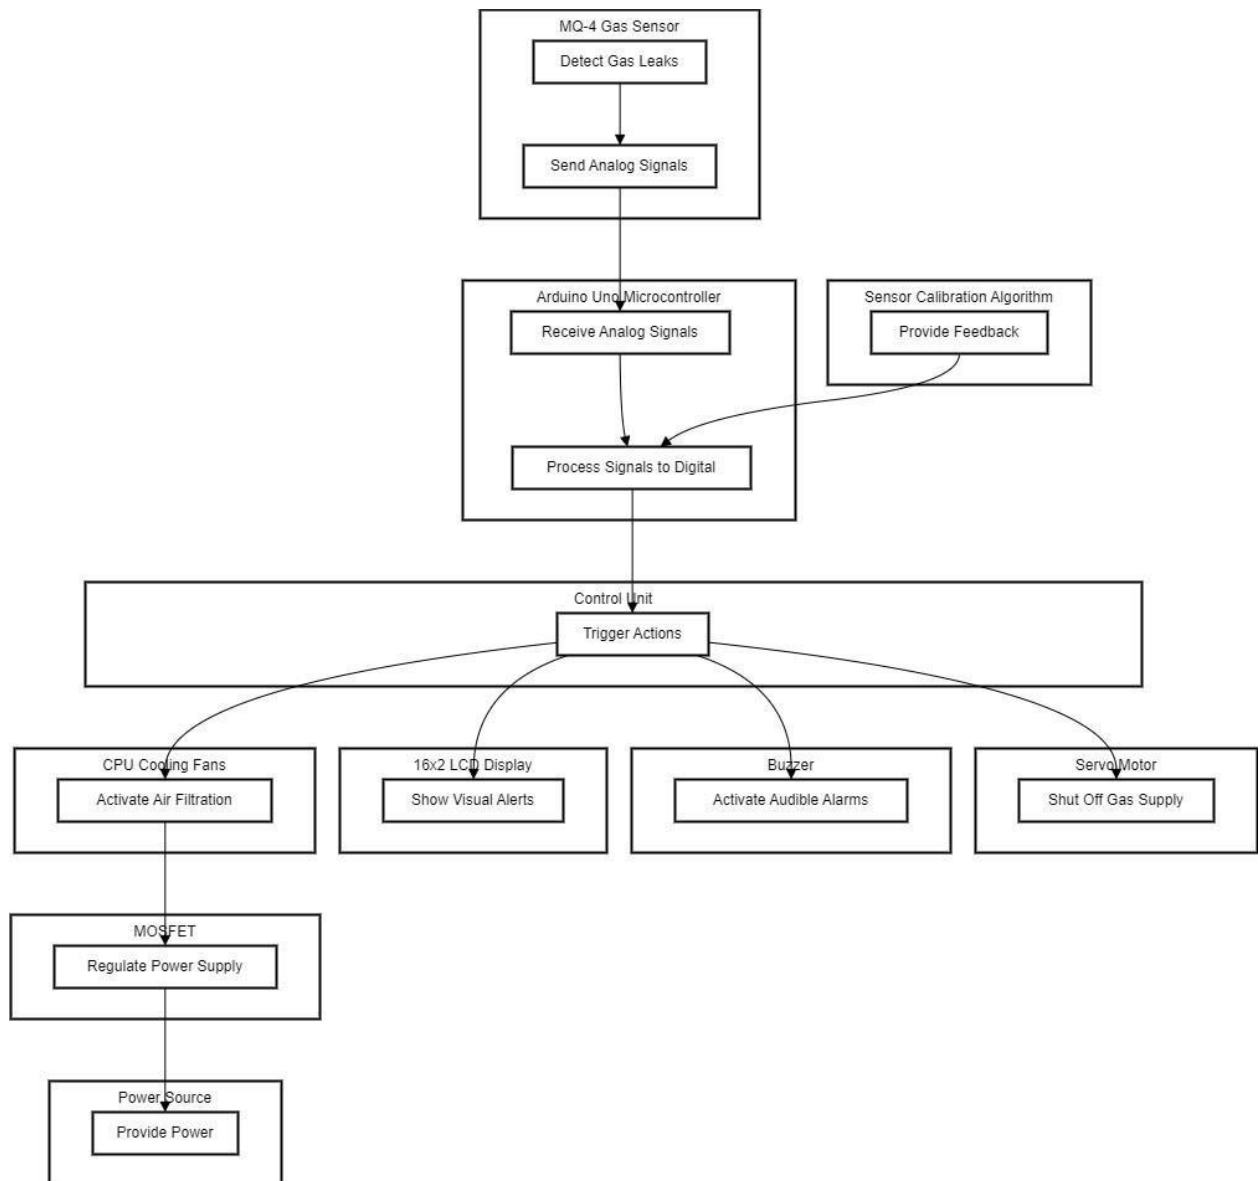 MQ-4 Gas Sensor
Detect Gas Leaks
Send Analog Signals
Arduino Uno Microcontroller
Receive Analog Signals
Sensor Calibration Algorithm
Provide Feedback
Process Signals to Digital
Control Unit
Trigger Actions
CPU Cooling Fans
Activate Air Filtration
16x2 LCD Display
Show Visual Alerts
Buzzer
Activate Audible Alarms
Servo Motor
Shut Off Gas Supply
MOSFET
Regulate Power Supply
Power Source
Provide Power